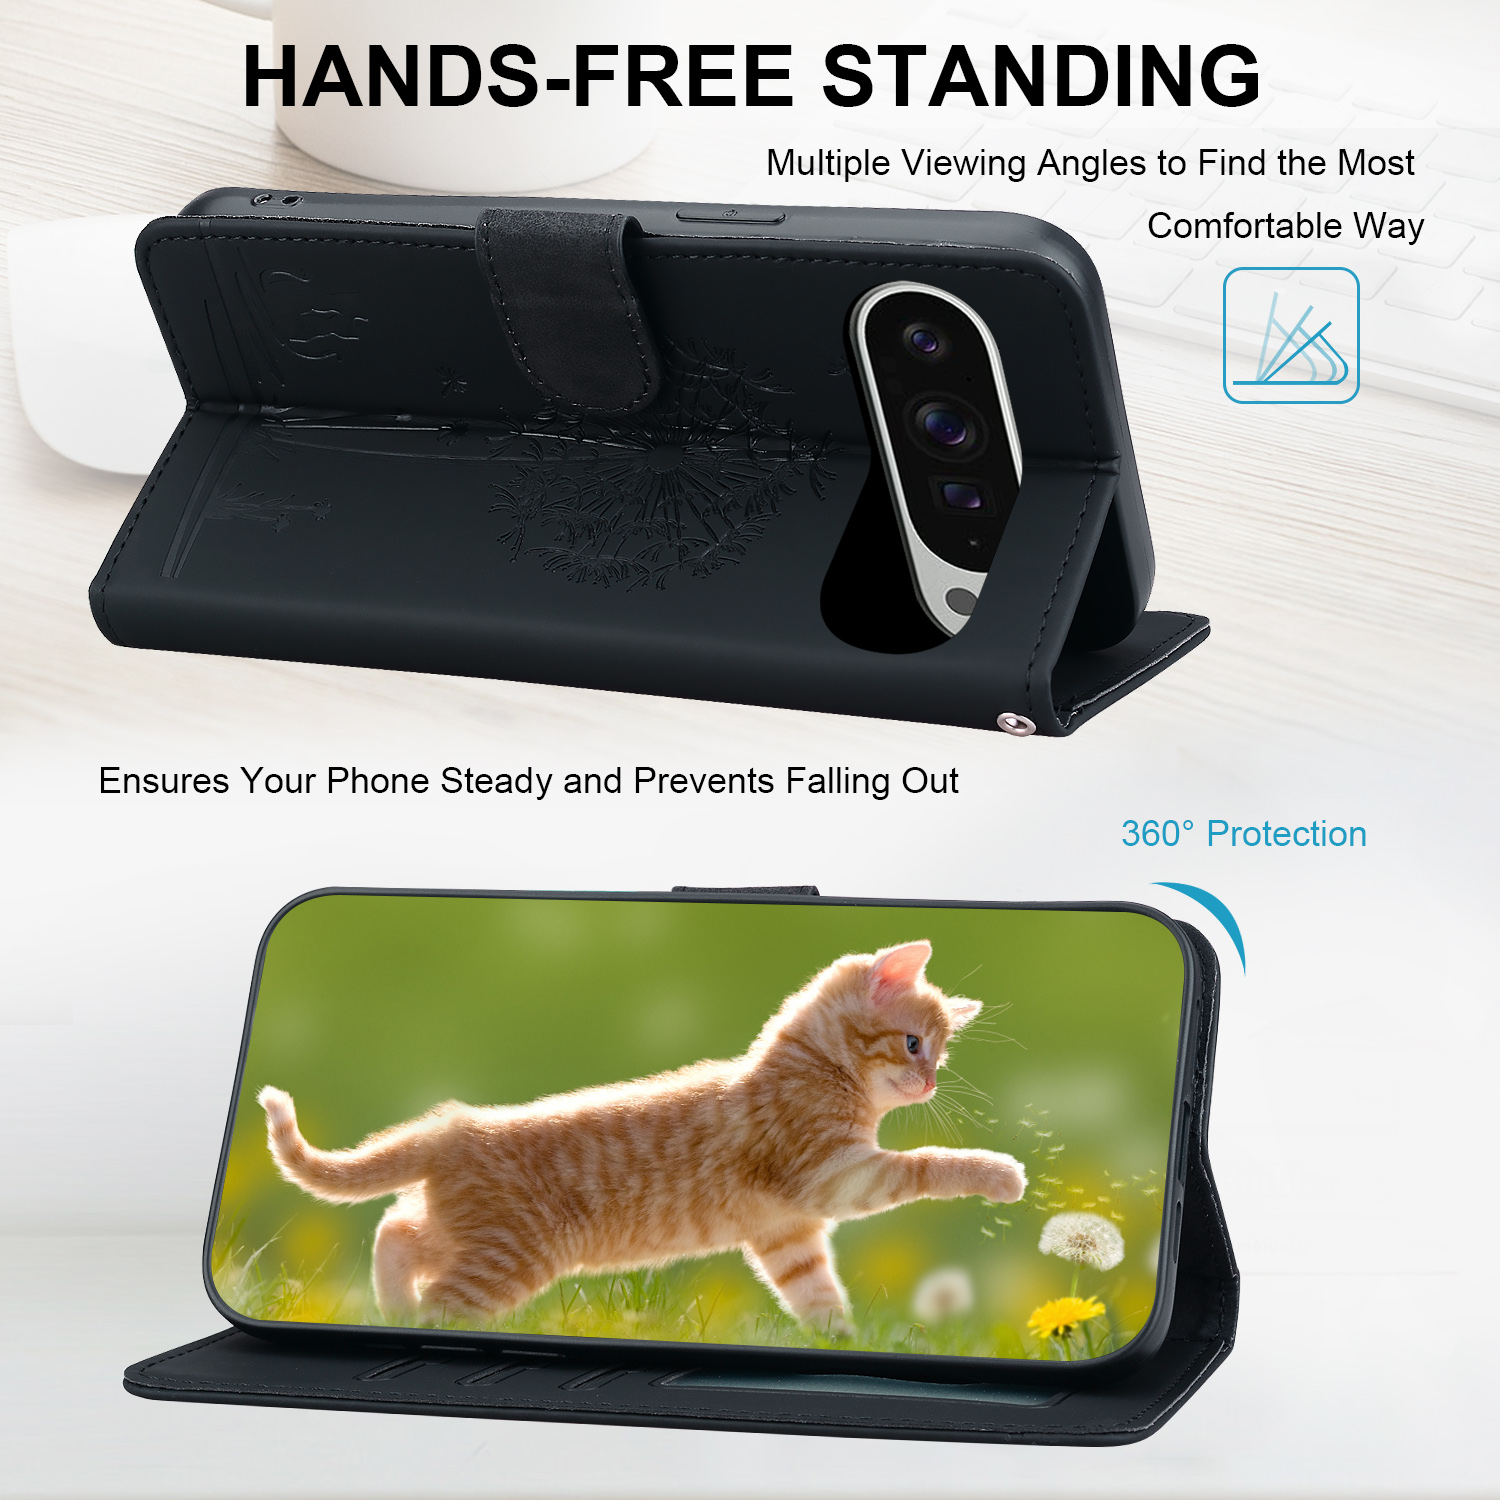 HANDS-FREE STANDING
Multiple Viewing Angles to Find the Most
Comfortable Way
Ensures Your Phone Steady and Prevents Falling Out
360° Protection